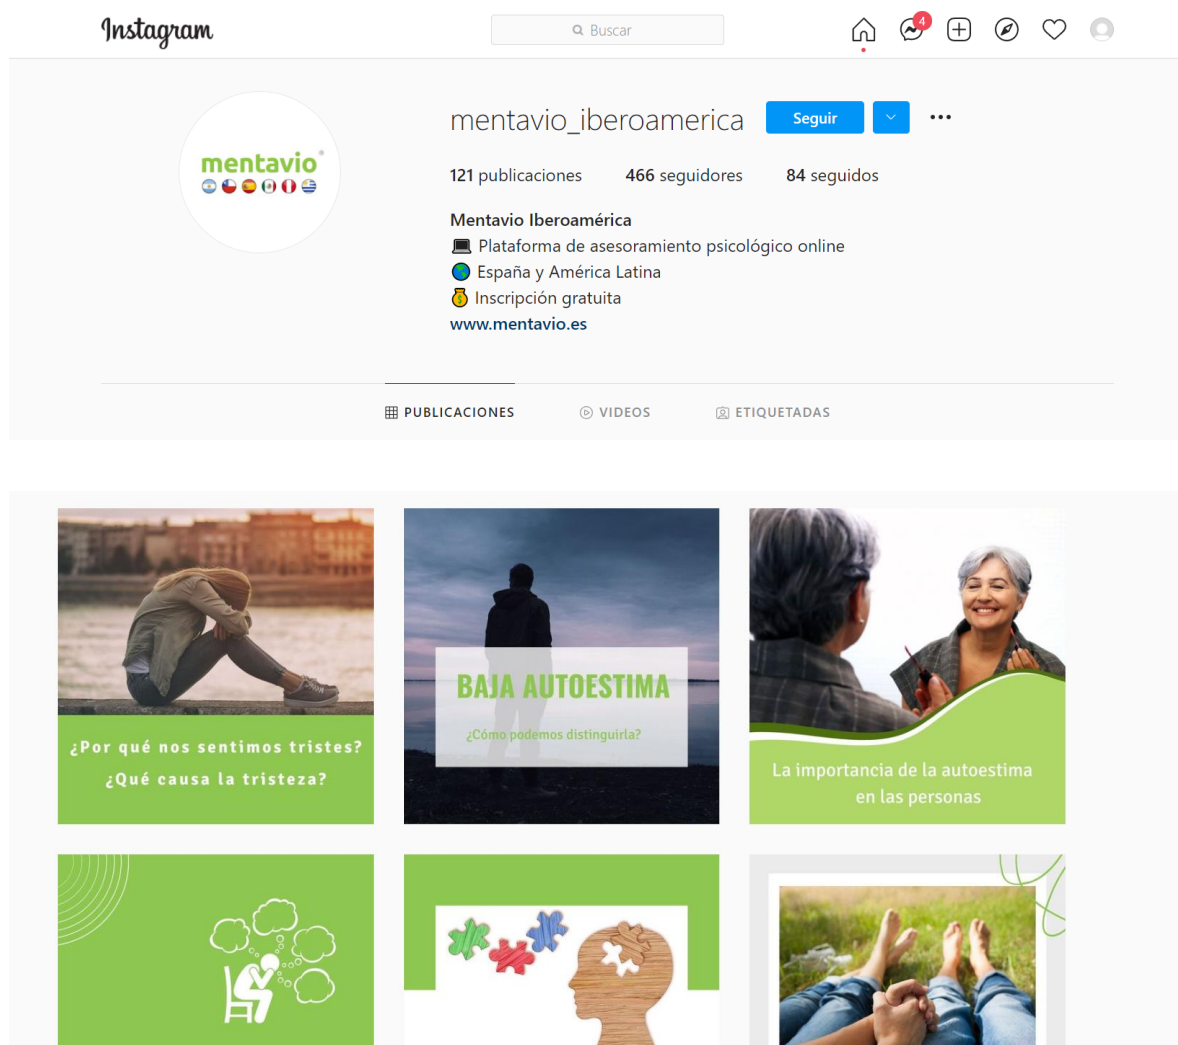 Instagram
Buscar
4
mentavio_iberoamerica
Seguir
mentavio®
121 publicaciones 466 seguidores 84 seguidos
Mentavio Iberoamérica
Plataforma de asesoramiento psicológico online
España y América Latina
Inscripción gratuita
www.mentavio.es
PUBLICACIONES VIDEOS ETIQUETADAS
¿Por qué nos sentimos tristes?
¿Qué causa la tristeza?
BAJA AUTOESTIMA
¿Cómo podemos distinguirla?
La importancia de la autoestima
en las personas